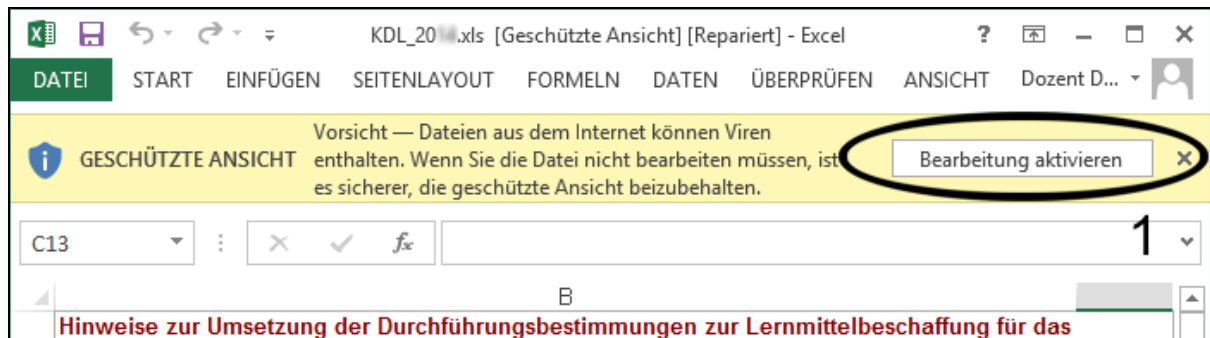 KDL_20 .xls [Geschützte Ansicht] [Repariert] - Excel ?
DATEI START EINFÜGEN SEITENLAYOUT FORMELN DATEN ÜBERPRÜFEN ANSICHT Dozent D...
GESCHÜTZTE ANSICHT
Vorsicht — Dateien aus dem Internet können Viren
enthalten. Wenn Sie die Datei nicht bearbeiten müssen, ist
es sicherer, die geschützte Ansicht beizubehalten.
Bearbeitung aktivieren
1
C13 fx
B
Hinweise zur Umsetzung der Durchführungsbestimmungen zur Lernmittelbeschaffung für das